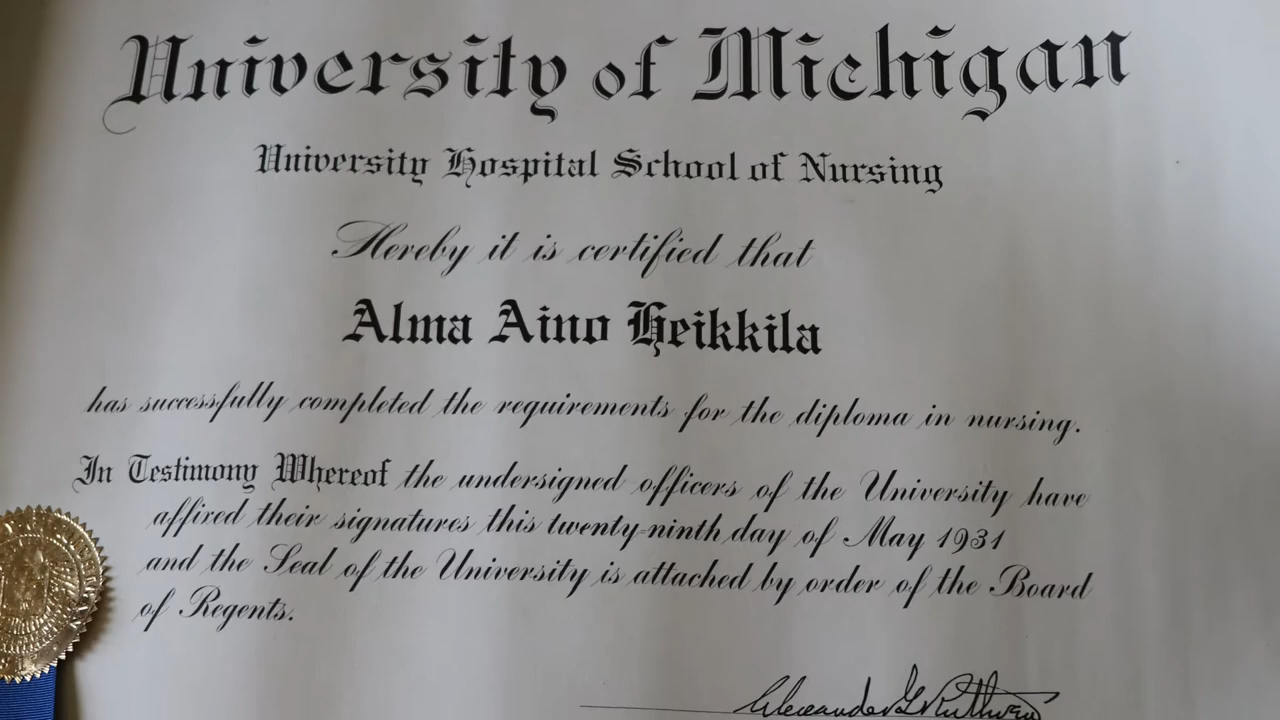 University of Michigan
University Hospital School of Nursing
Hereby it is certified that
Alma Aino Heikkila
has successfully completed the requirements for the diploma in nursing.
In Testimony Whereof the undersigned officers of the University have
affixed their signatures this twenty-ninth day of May 1931
and the Seal of the University is attached by order of the Board
of Regents.
Alexander G. Ruthven